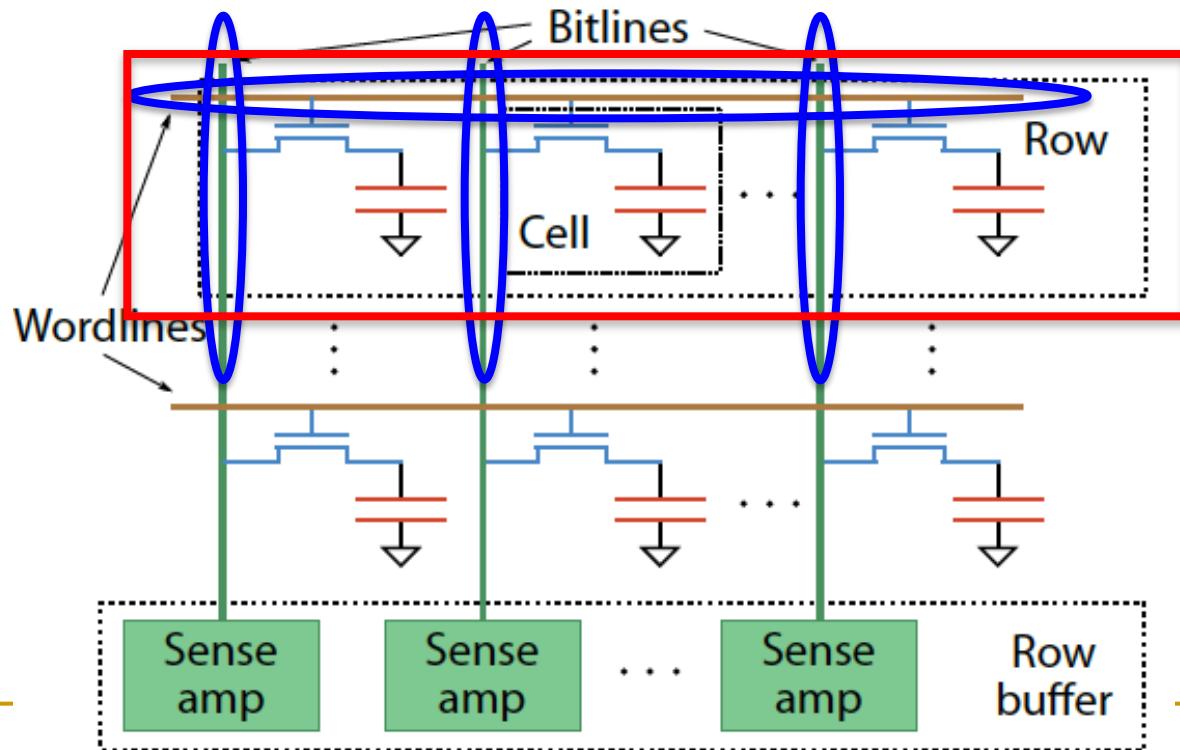 Bitlines
Row
Cell
Wordlines
Sense
amp
Sense
amp
Sense
amp
Row
buffer